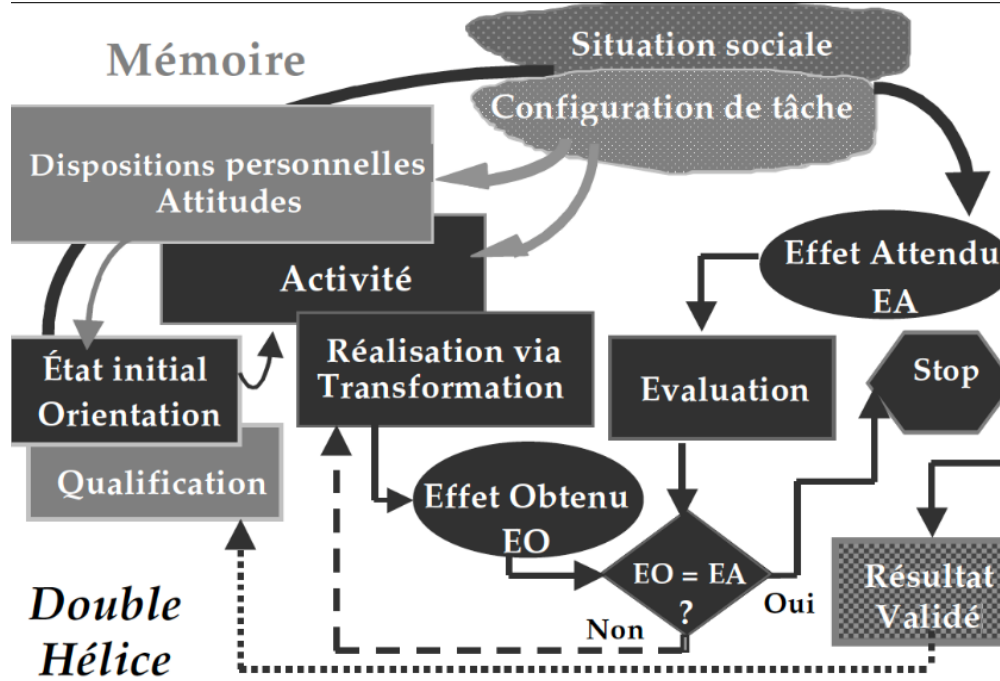 Mémoire
Situation sociale
Configuration de tâche
Dispositions personnelles
Attitudes
Effet Attendu
EA
Activité
État initial
Orientation
Réalisation via
Transformation
Evaluation
Stop
Qualification
Effet Obtenu
EO
EO = EA
?
Oui
Non
Résultat
Validé
Double
Hélice